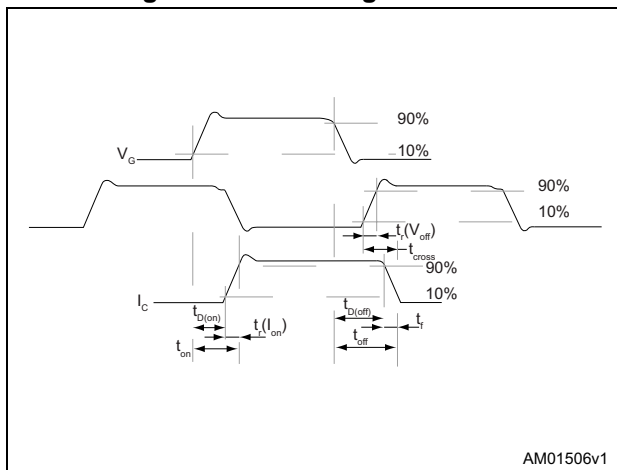 90%
V_G
10%
90%
10%
t_r(V_off)
t_cross
90%
I_C
10%
t_D(on)
t_r(I_on)
t_on
t_D(off)
t_f
t_off
AM01506v1